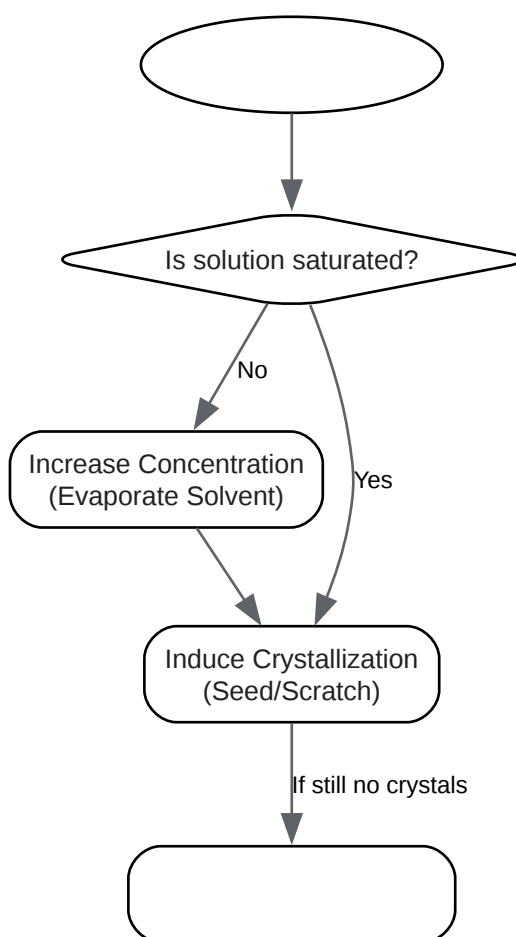 Is solution saturated?
No
Increase Concentration
(Evaporate Solvent)
Yes
Induce Crystallization
(Seed/Scratch)
If still no crystals